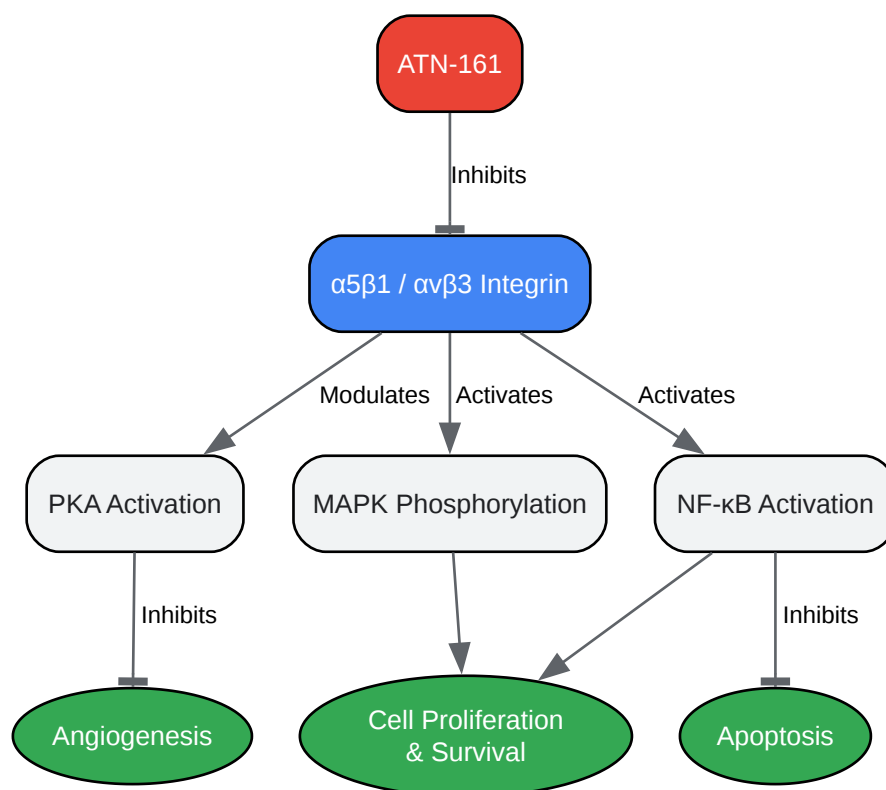 ATN-161
Inhibits
α5β1 / αvβ3 Integrin
Modulates
Activates
Activates
PKA Activation
MAPK Phosphorylation
NF-κB Activation
Inhibits
Inhibits
Angiogenesis
Cell Proliferation
& Survival
Apoptosis